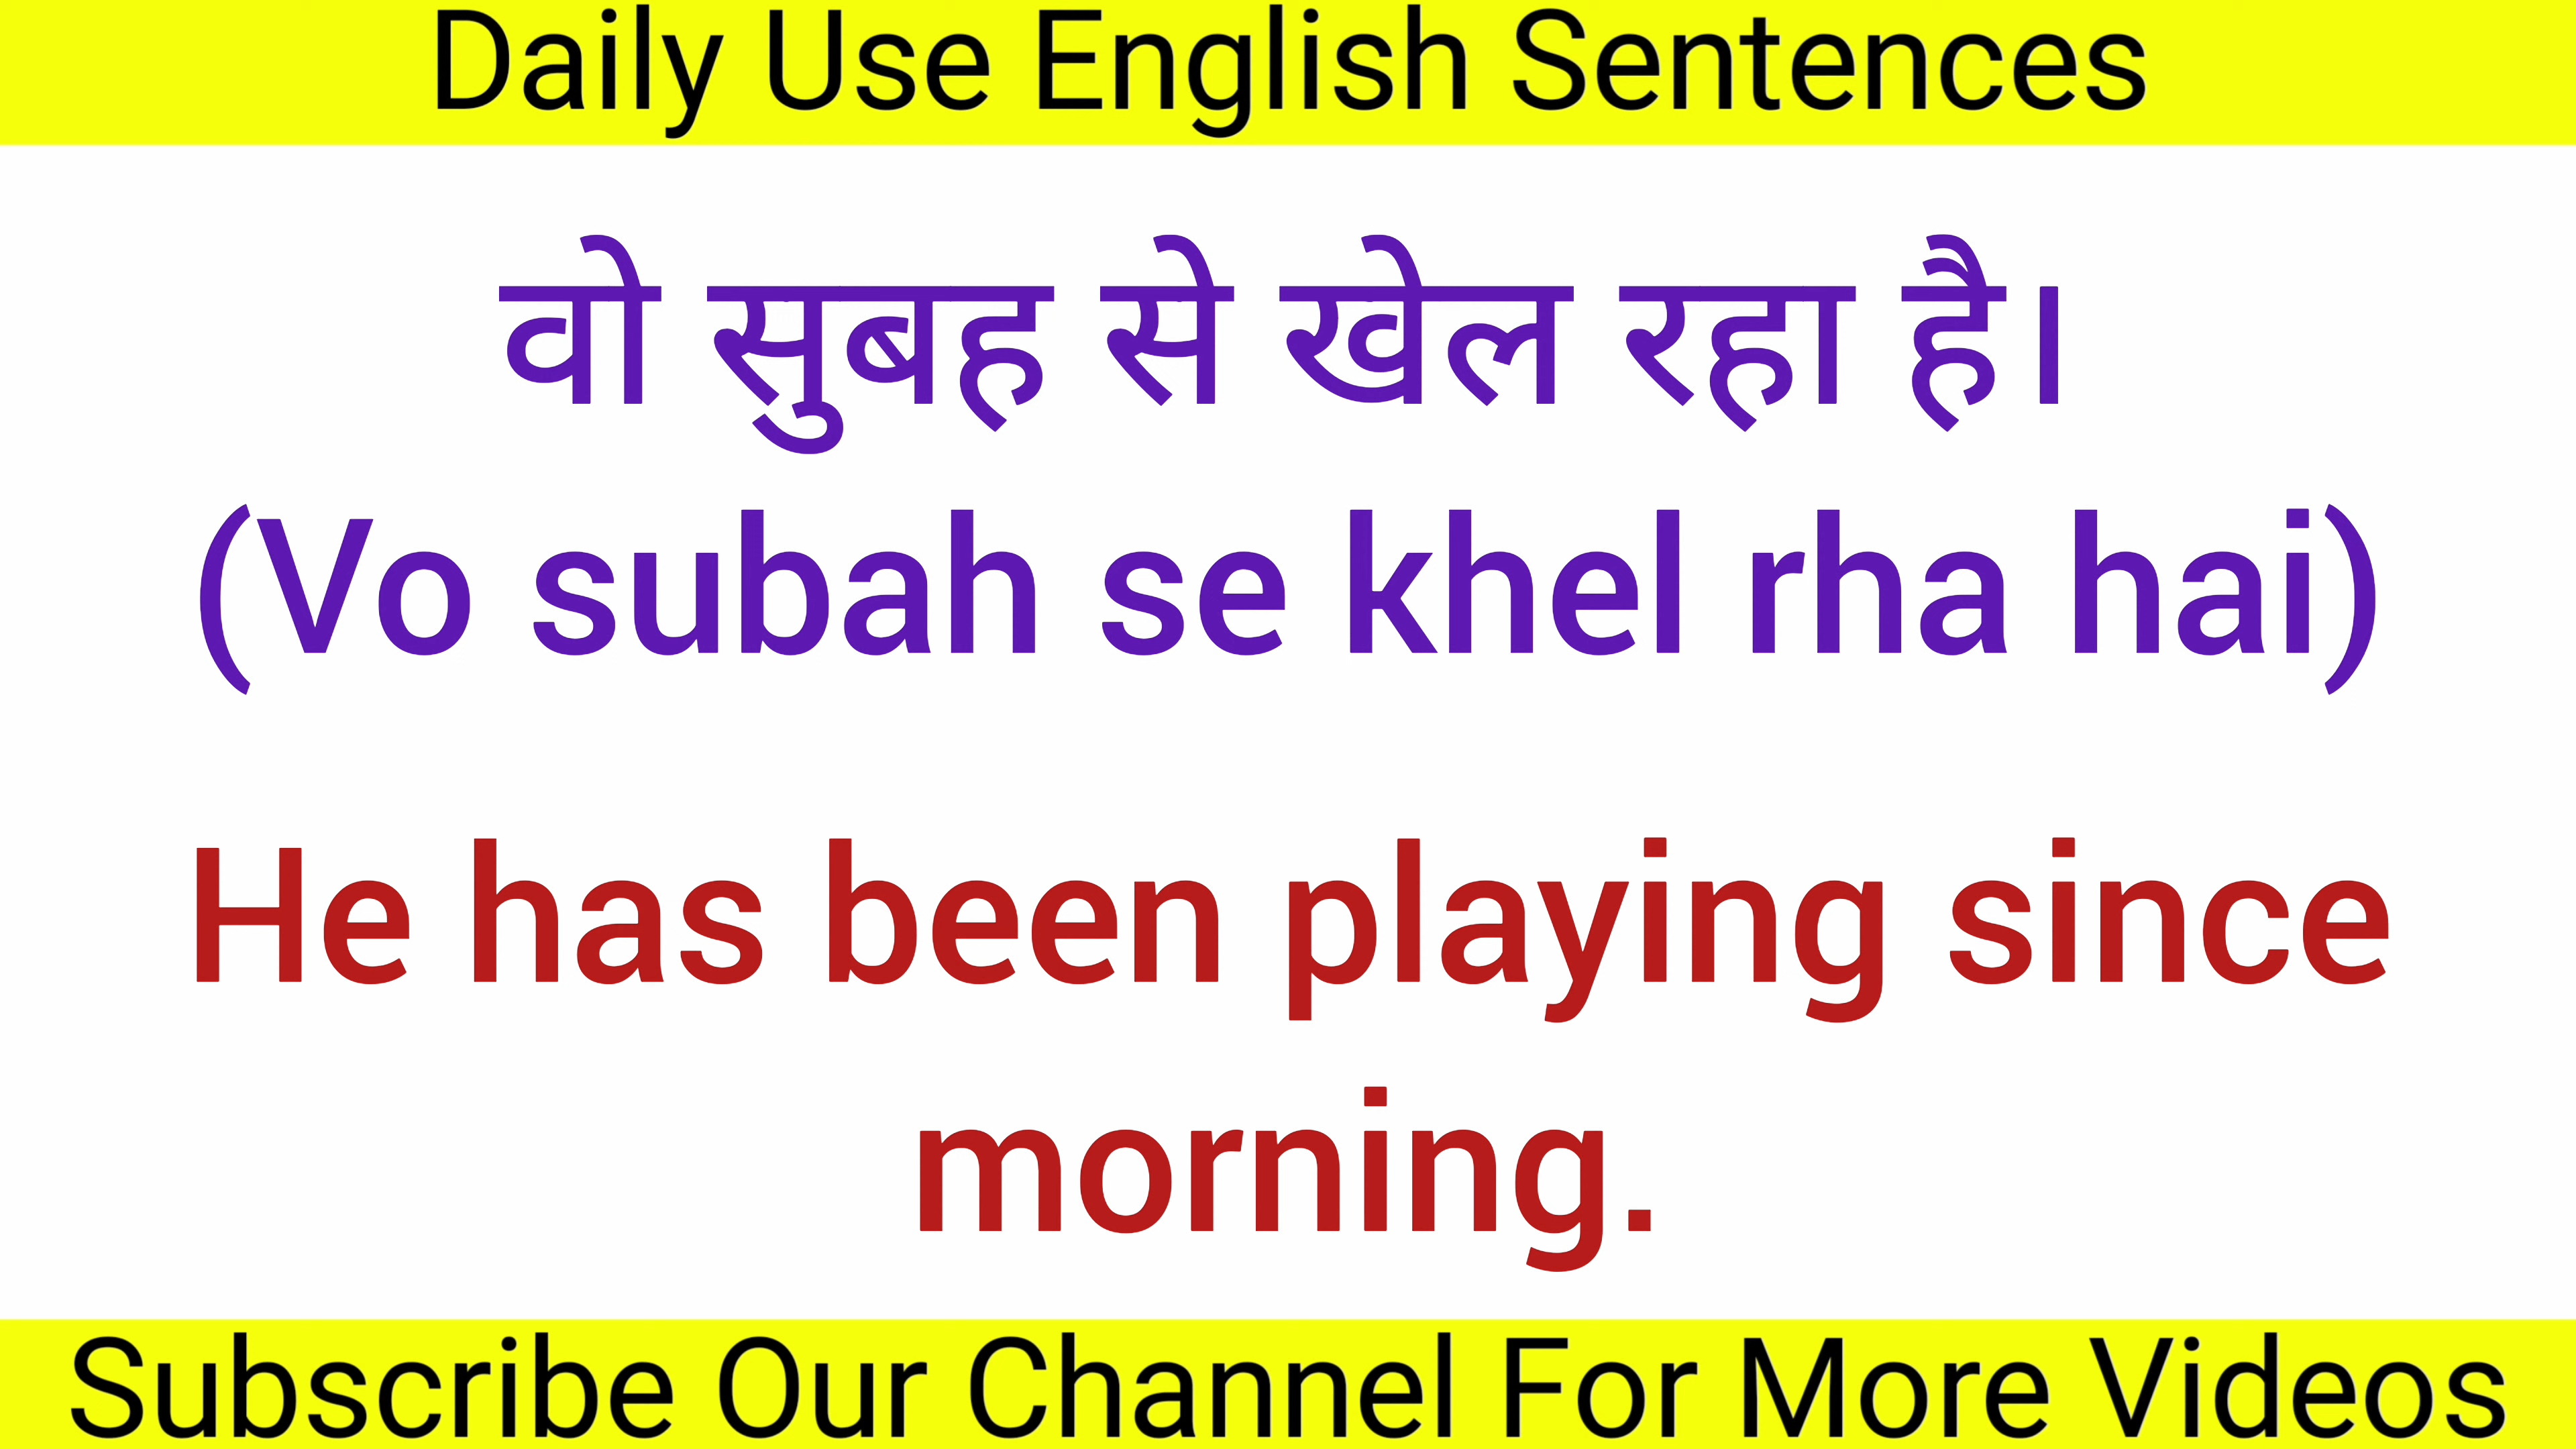 Daily Use English Sentences
वो सुबह से खेल रहा है।
(Vo subah se khel rha hai)
He has been playing since
morning.
Subscribe Our Channel For More Videos